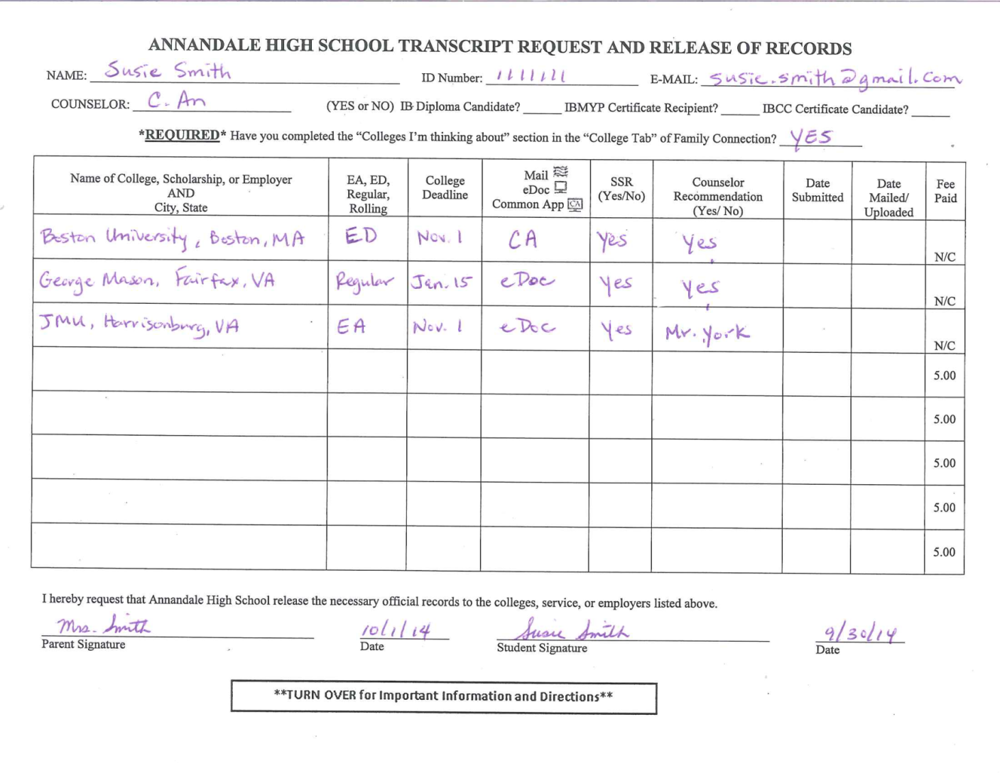 ANNANDALE HIGH SCHOOL TRANSCRIPT REQUEST AND RELEASE OF RECORDS
NAME: Susie Smith ID Number: 1111111 E-MAIL: susie.smith@gmail.com
COUNSELOR: C. An (YES or NO) IB Diploma Candidate? IBMYP Certificate Recipient? IBCC Certificate Candidate?
*REQUIRED* Have you completed the “Colleges I’m thinking about” section in the “College Tab” of Family Connection? YES
Name of College, Scholarship, or Employer AND City, State EA, ED, Regular, Rolling College Deadline Mail eDoc Common App CA SSR (Yes/No) Counselor Recommendation (Yes/ No) Date Submitted Date Mailed/ Uploaded Fee Paid
Boston University, Boston, MA ED Nov. 1 CA Yes Yes N/C
George Mason, Fairfax, VA Regular Jan. 15 eDoc Yes Yes N/C
JMU, Harrisonburg, VA EA Nov. 1 eDoc Yes Mr. York N/C
5.00
5.00
5.00
5.00
5.00
I hereby request that Annandale High School release the necessary official records to the colleges, service, or employers listed above.
Mrs. Smith 10/1/14 Susie Smith 9/30/14
Parent Signature Date Student Signature Date
**TURN OVER for Important Information and Directions**